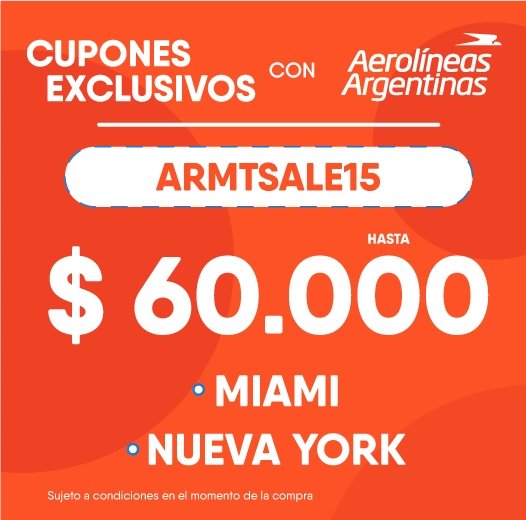 CUPONES
EXCLUSIVOS
CON
Aerolíneas
Argentinas
ARMTSALE15
HASTA
$ 60.000
MIAMI
NUEVA YORK
Sujeto a condiciones en el momento de la compra